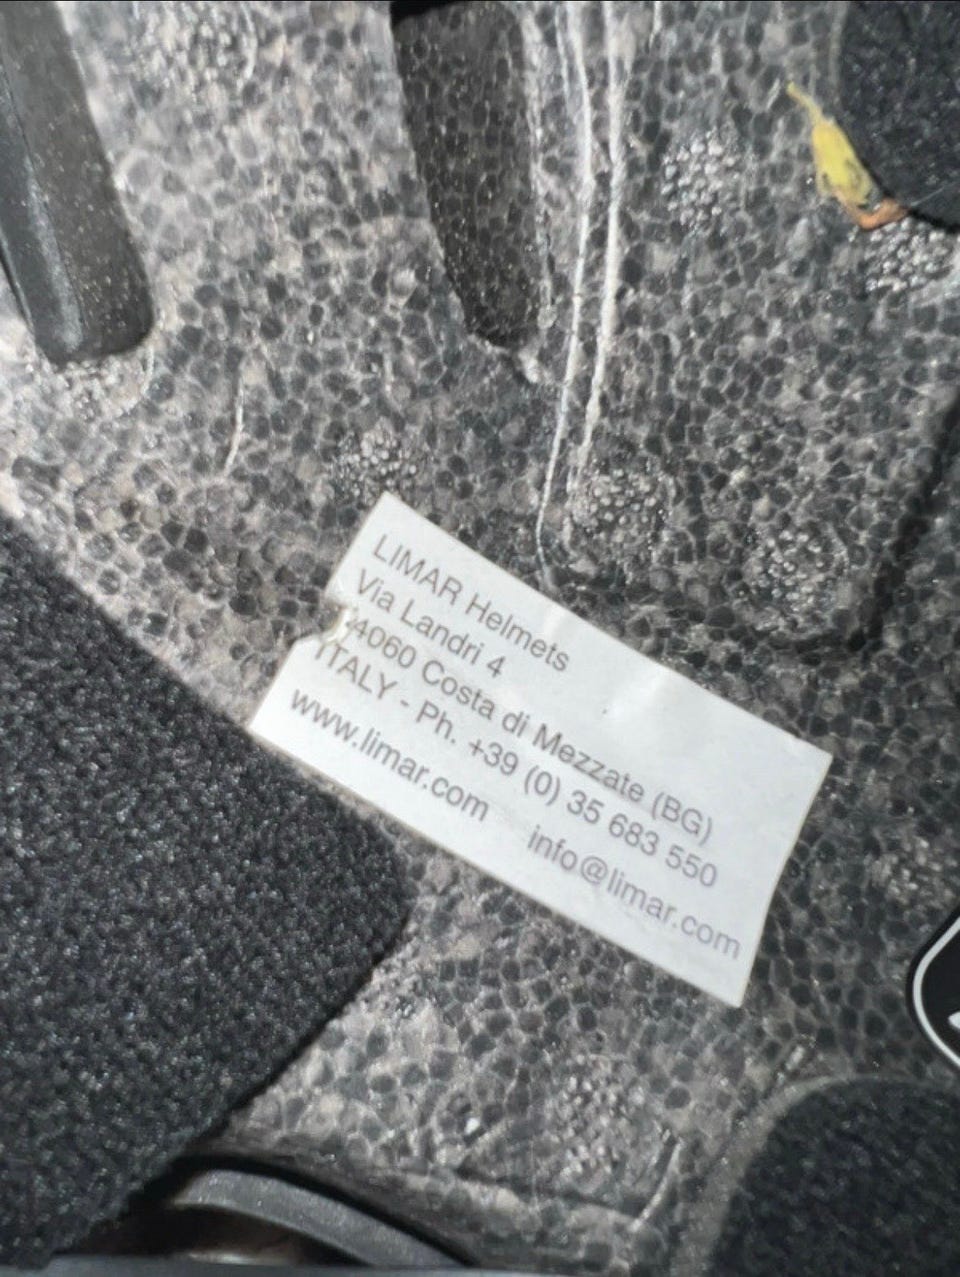 LIMAR Helmets
Via Landri 4
4060 Costa di Mezzate (BG)
ITALY - Ph. +39 (0) 35 683 550
www.limar.com info@limar.com